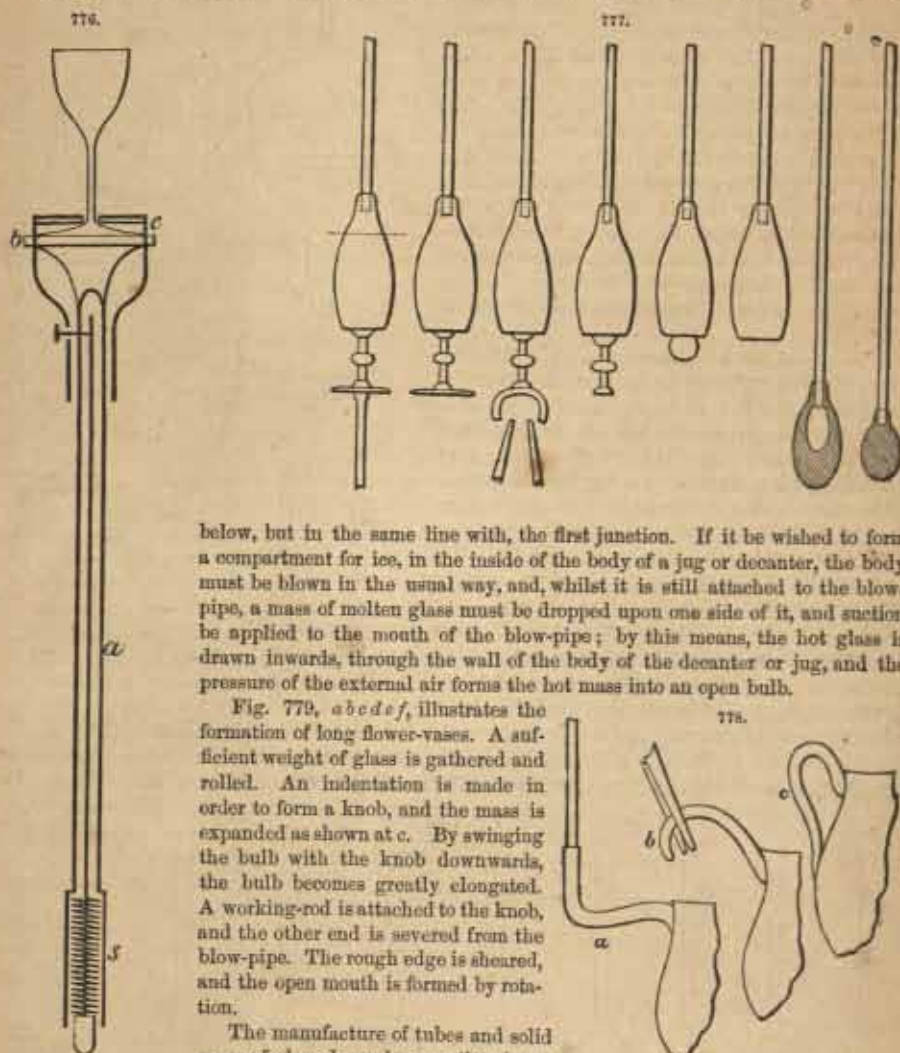 776.
777.
b
c
a
s
below, but in the same line with, the first junction. If it be wished to form
a compartment for ice, in the inside of the body of a jug or decanter, the body
must be blown in the usual way, and, whilst it is still attached to the blow
pipe, a mass of molten glass must be dropped upon one side of it, and suction
be applied to the mouth of the blow-pipe; by this means, the hot glass i
drawn inwards, through the wall of the body of the decanter or jug, and the
pressure of the external air forms the hot mass into an open bulb.
Fig. 779, a b c d e f, illustrates the
formation of long flower-vases. A suf-
ficient weight of glass is gathered and
rolled. An indentation is made in
order to form a knob, and the mass is
expanded as shown at c. By swinging
the bulb with the knob downwards,
the bulb becomes greatly elongated.
A working-rod is attached to the knob,
and the other end is severed from the
blow-pipe. The rough edge is sheared,
and the open mouth is formed by rota-
tion.
The manufacture of tubes and solid
778.
a
b
c